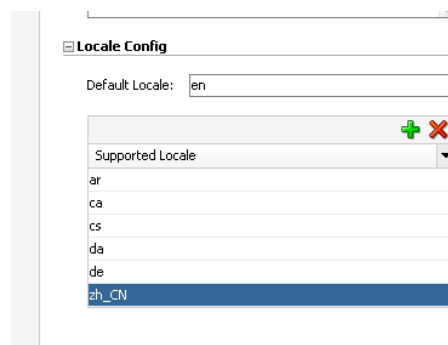 Locale Config
Default Locale: en
Supported Locale
ar
ca
cs
da
de
zh_CN